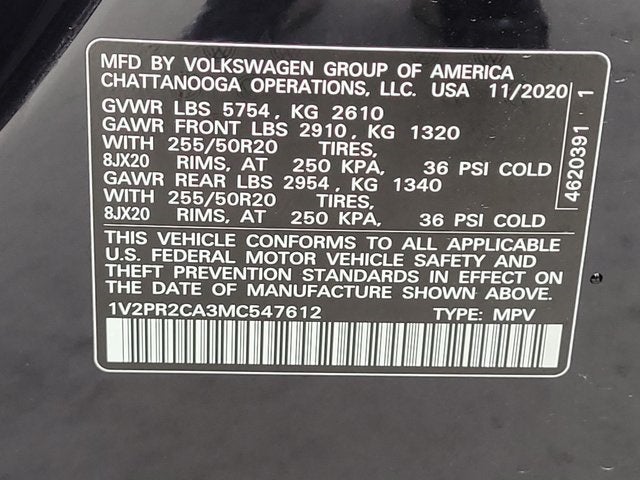 MFD BY VOLKSWAGEN GROUP OF AMERICA
CHATTANOOGA OPERATIONS, LLC. USA 11/2020
GVWR LBS 5754 , KG 2610
GAWR FRONT LBS 2910 , KG 1320
WITH 255/50R20 TIRES,
8JX20 RIMS, AT 250 KPA, 36 PSI COLD
GAWR REAR LBS 2954 , KG 1340
WITH 255/50R20 TIRES,
8JX20 RIMS, AT 250 KPA, 36 PSI COLD
THIS VEHICLE CONFORMS TO ALL APPLICABLE
U.S. FEDERAL MOTOR VEHICLE SAFETY AND
THEFT PREVENTION STANDARDS IN EFFECT ON
THE DATE OF MANUFACTURE SHOWN ABOVE.
1V2PR2CA3MC547612 TYPE: MPV
4620391 1